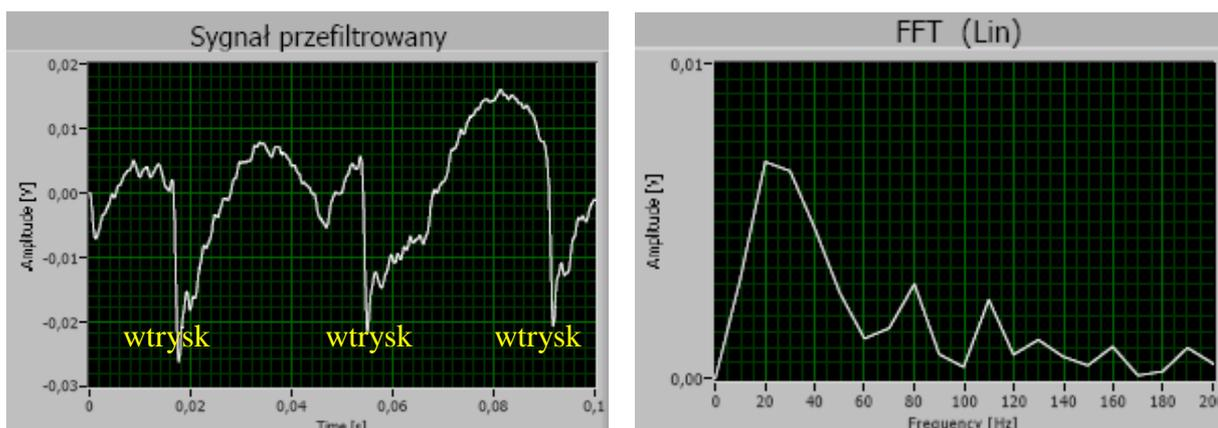 Sygnał przefiltrowany
0,02
0,01
0,00
-0,01
-0,02
-0,03
Amplitude [V]
wtrysk wtrysk wtrysk
0 0,02 0,04 0,06 0,08 0,1
Time [s]
FFT (Lin)
0,01
0,00
Amplitude [V]
0 20 40 60 80 100 120 140 160 180 20
Frequency [Hz]